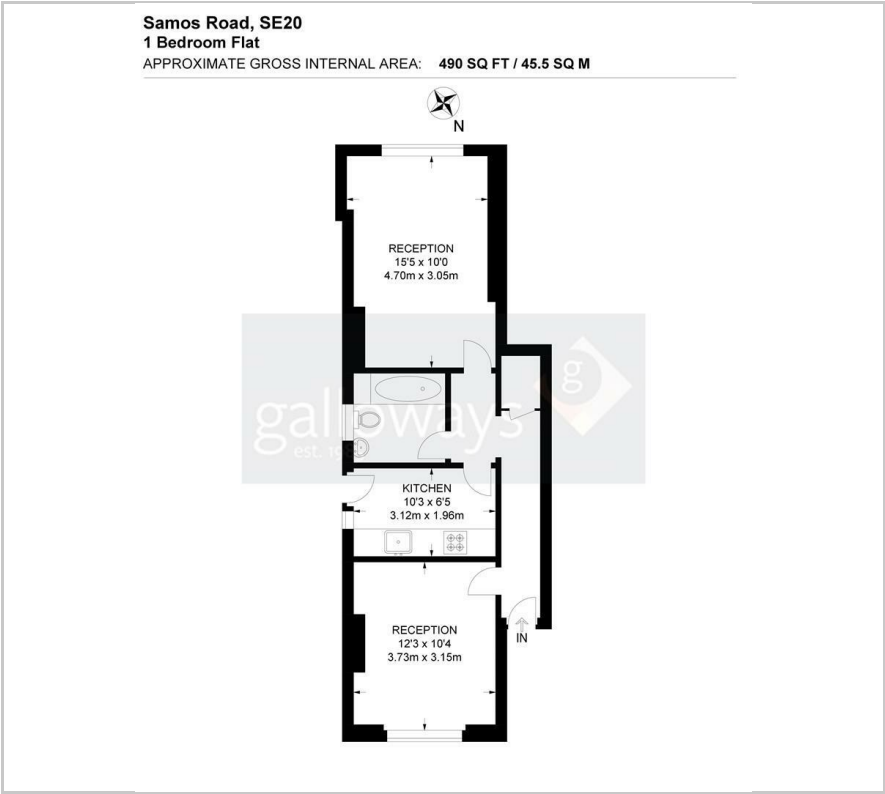 Samos Road, SE20
1 Bedroom Flat
APPROXIMATE GROSS INTERNAL AREA: 490 SQ FT / 45.5 SQ M
N
RECEPTION
15'5 x 10'0
4.70m x 3.05m
g
galloways
est.
KITCHEN
10'3 x 6'5
3.12m x 1.96m
RECEPTION
12'3 x 10'4
3.73m x 3.15m
IN